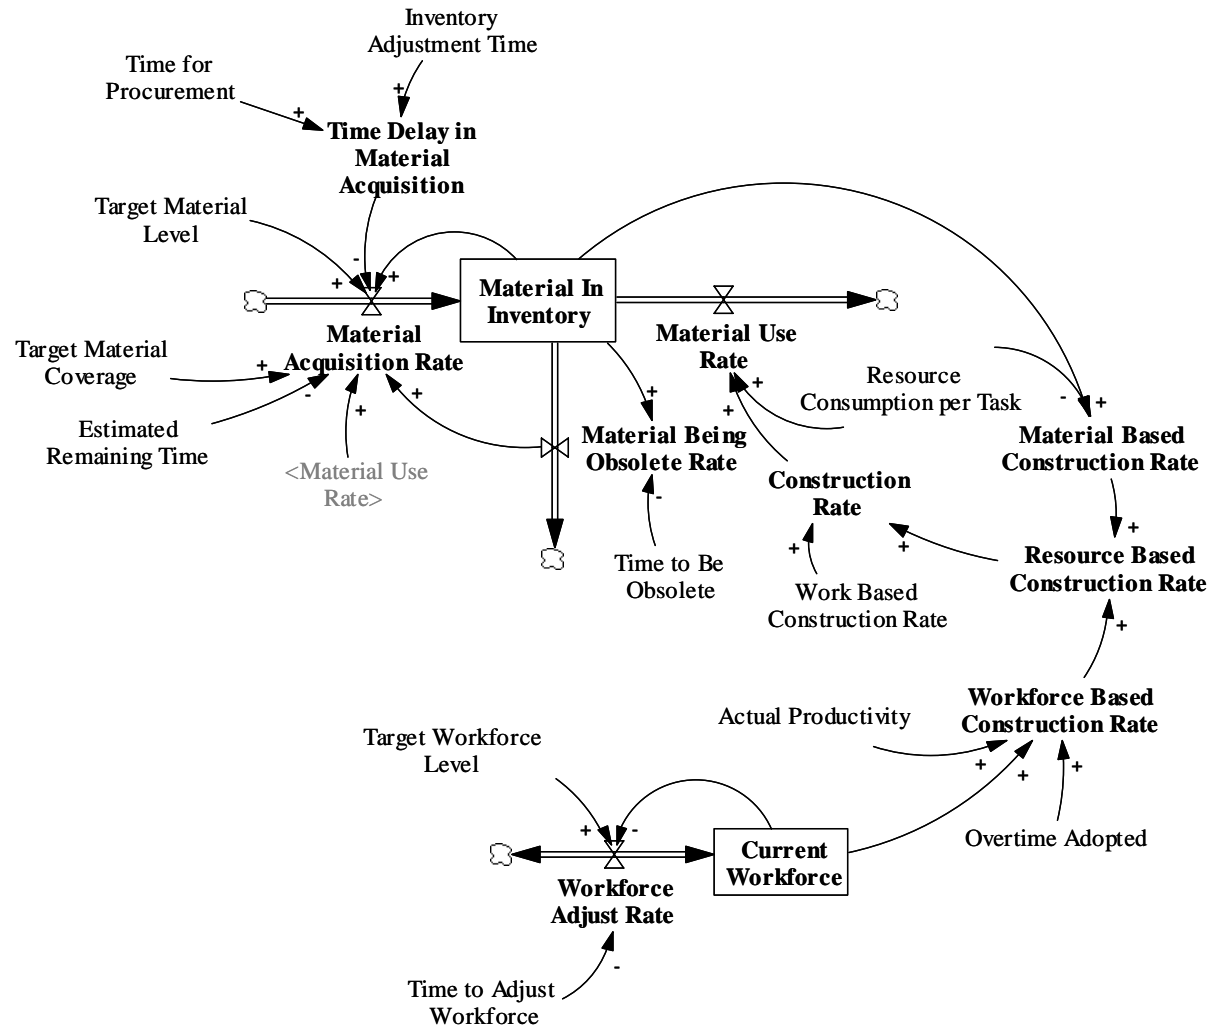 Inventory
Adjustment Time
Time for
Procurement
+
+
Time Delay in
Material
Acquisition
Target Material
Level
-
+
+
Material In
Inventory
Material
Acquisition Rate
Material Use
Rate
Target Material
Coverage
+
-
+
+
Estimated
Remaining Time
<Material Use
Rate>
+
Material Being
Obsolete Rate
-
Time to Be
Obsolete
+
+
Resource
Consumption per Task
-
+
Material Based
Construction Rate
Construction
Rate
+
+
+
Resource Based
Construction Rate
Work Based
Construction Rate
+
Workforce Based
Construction Rate
Actual Productivity
+
+
+
Overtime Adopted
Target Workforce
Level
+
-
Current
Workforce
Workforce
Adjust Rate
-
Time to Adjust
Workforce